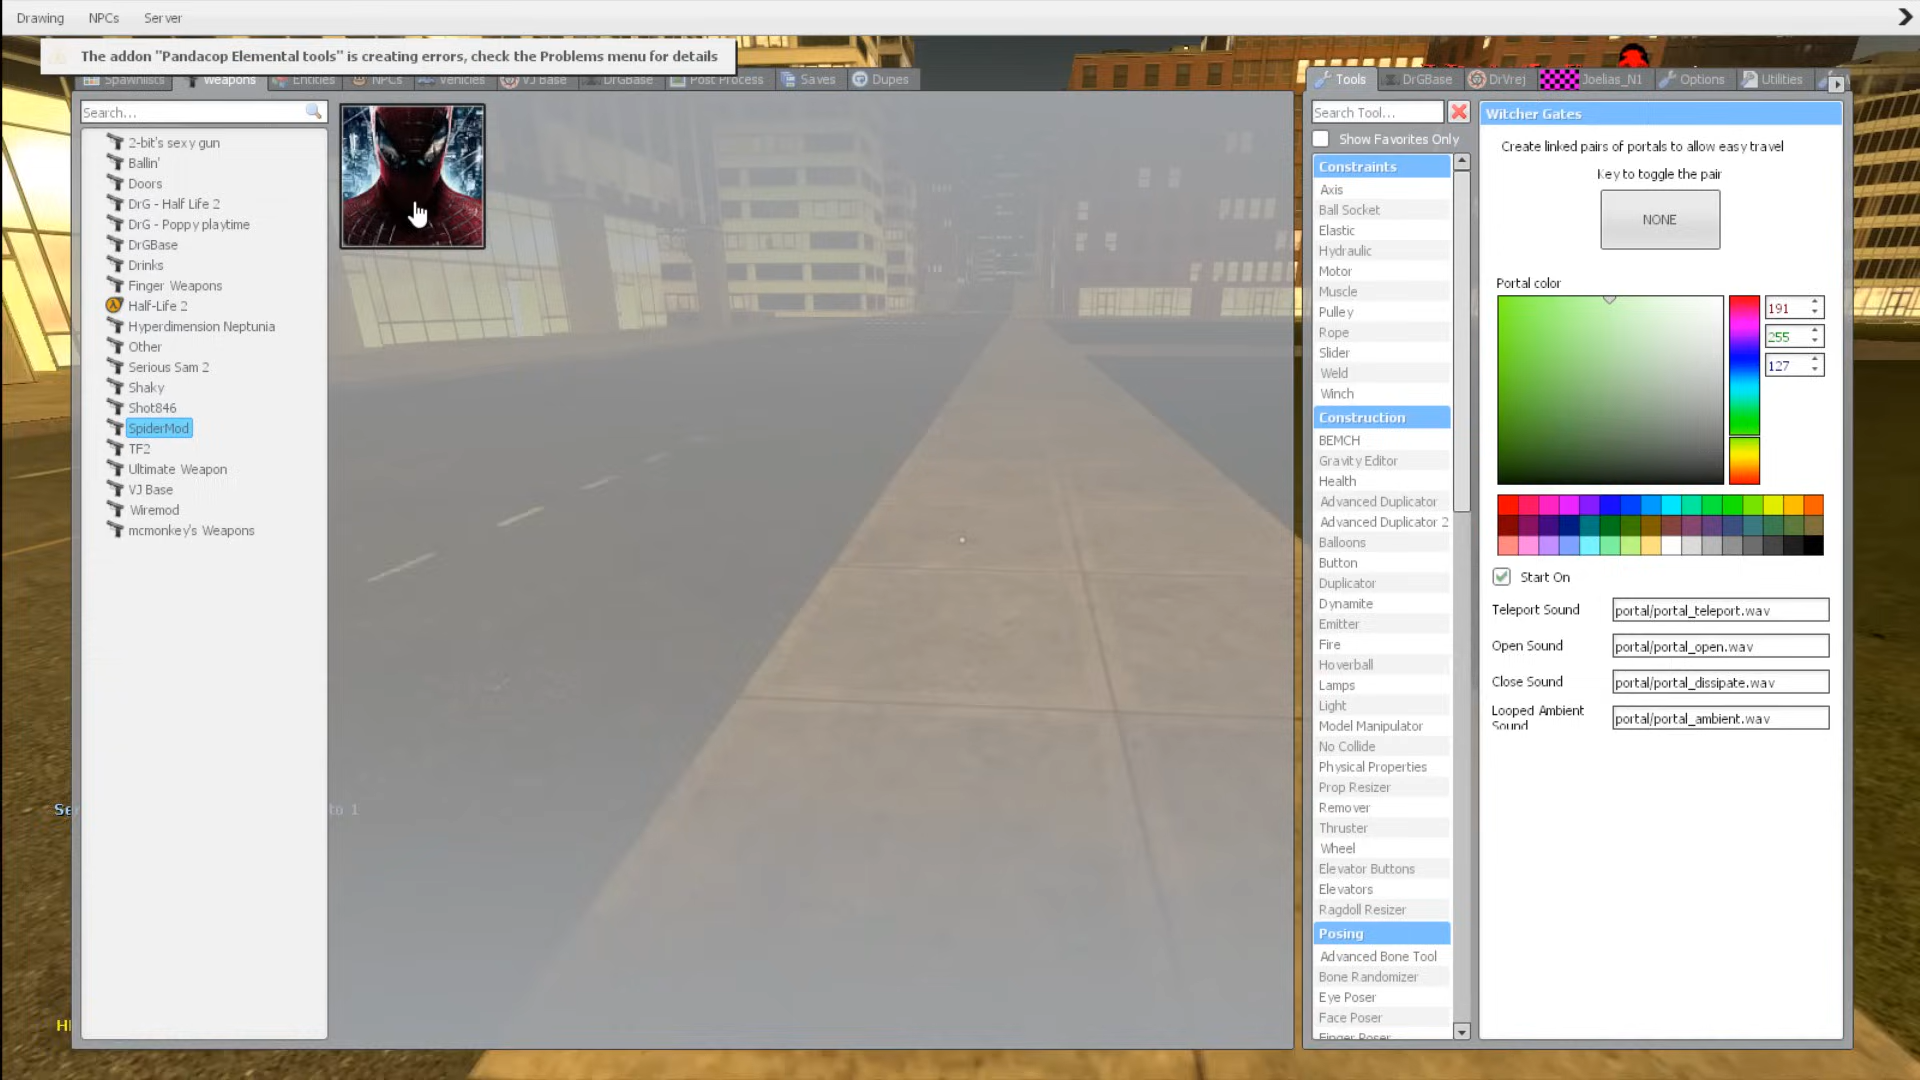 Drawing NPCs Server
The addon "Pandacop Elemental tools" is creating errors, check the Problems menu for details
Spawnlists Weapons Entities NPCs Vehicles VJ Base DrGBase Post Process Saves Dupes
Search...
2-bit's sexy gun
Ballin'
Doors
DrG - Half Life 2
DrG - Poppy playtime
DrGBase
Drinks
Finger Weapons
Half-Life 2
Hyperdimension Neptunia
Other
Serious Sam 2
Shaky
Shot846
SpiderMod
TF2
Ultimate Weapon
VJ Base
Wiremod
mcmonkey's Weapons
to 1
Tools DrGBase DrVrej Joelias_N1 Options Utilities
Search Tool...
Show Favorites Only
Constraints
Axis
Ball Socket
Elastic
Hydraulic
Motor
Muscle
Pulley
Rope
Slider
Weld
Winch
Construction
BEMCH
Gravity Editor
Health
Advanced Duplicator
Advanced Duplicator 2
Balloons
Button
Duplicator
Dynamite
Emitter
Fire
Hoverball
Lamps
Light
Model Manipulator
No Collide
Physical Properties
Prop Resizer
Remover
Thruster
Wheel
Elevator Buttons
Elevators
Ragdoll Resizer
Posing
Advanced Bone Tool
Bone Randomizer
Eye Poser
Face Poser
Finger Poser
Witcher Gates
Create linked pairs of portals to allow easy travel
Key to toggle the pair
NONE
Portal color
191
255
127
Start On
Teleport Sound portal/portal_teleport.wav
Open Sound portal/portal_open.wav
Close Sound portal/portal_dissipate.wav
Looped Ambient
Sound portal/portal_ambient.wav